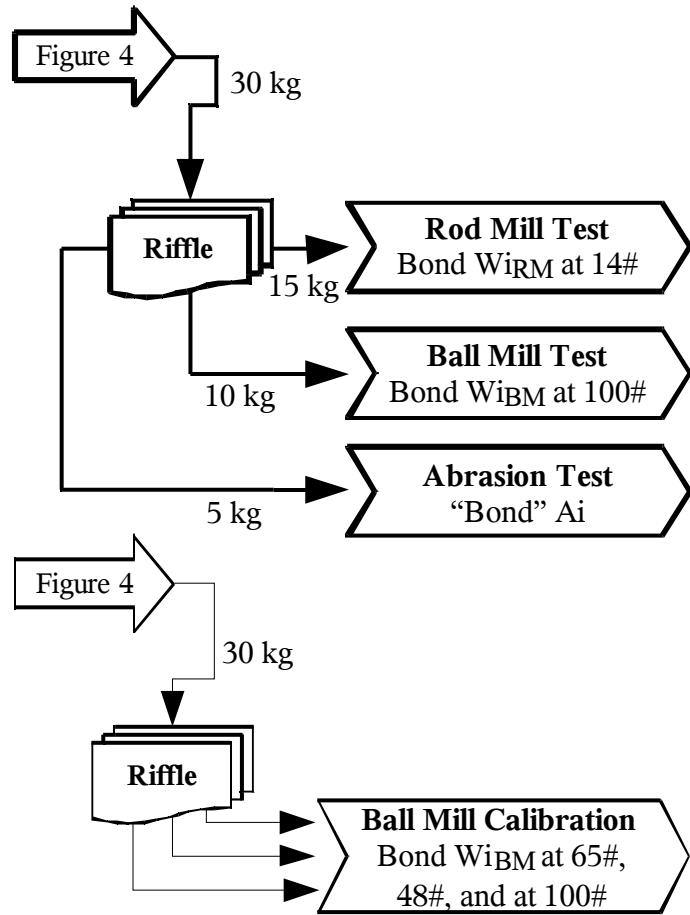 Figure 4
30 kg
Riffle
15 kg
Rod Mill Test
Bond WiRM at 14#
10 kg
Ball Mill Test
Bond WiBM at 100#
5 kg
Abrasion Test
“Bond” Ai
Figure 4
30 kg
Riffle
Ball Mill Calibration
Bond WiBM at 65#,
48#, and at 100#